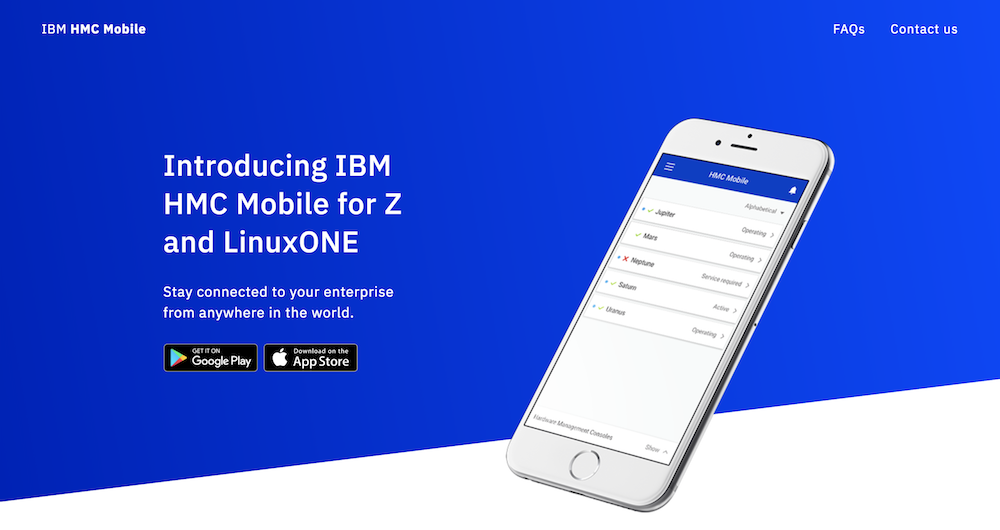 IBM HMC Mobile
FAQs
Contact us
Introducing IBM
HMC Mobile for Z
and LinuxONE
Stay connected to your enterprise
from anywhere in the world.
GET IT ON
Google Play
Download on the
App Store
HMC Mobile
Alphabetical
Jupiter
Operating
Mars
Operating
Neptune
Service required
Saturn
Active
Uranus
Operating
Hardware Management Consoles
Show